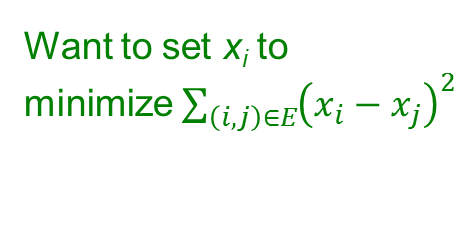 Want to set xᵢ to
minimize ∑₍ᵢ,ⱼ₎∈E(xᵢ − xⱼ)²